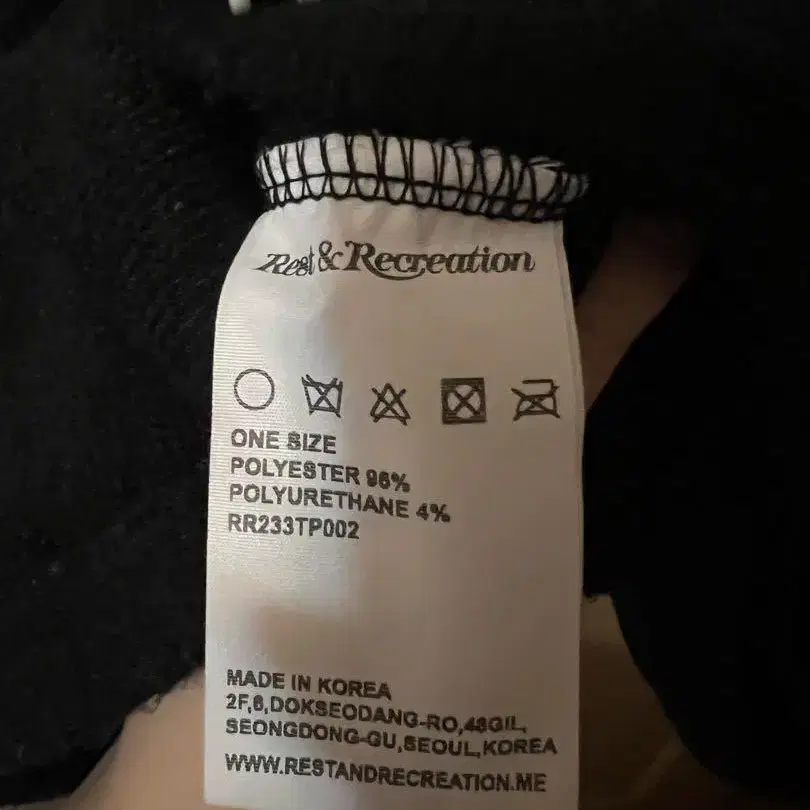 Rest & Recreation
ONE SIZE
POLYESTER 96%
POLYURETHANE 4%
RR233TP002
MADE IN KOREA
2F,6,DOKSEODANG-RO,48GIL,
SEONGDONG-GU,SEOUL,KOREA
WWW.RESTANDRECREATION.ME